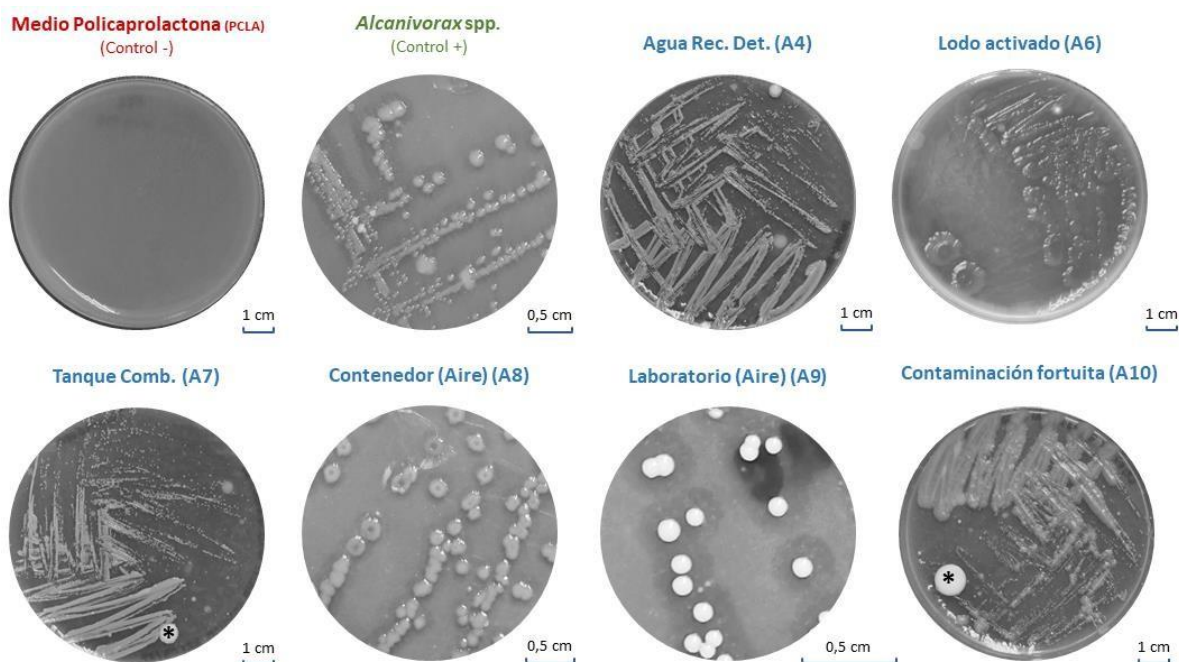 Medio Policaprolactona (PCLA)
(Control -)
Alcanivorax spp.
(Control +)
Agua Rec. Det. (A4)
Lodo activado (A6)
1 cm
0,5 cm
1 cm
1 cm
Tanque Comb. (A7)
Contenedor (Aire) (A8)
Laboratorio (Aire) (A9)
Contaminación fortuita (A10)
*
*
1 cm
0,5 cm
0,5 cm
1 cm